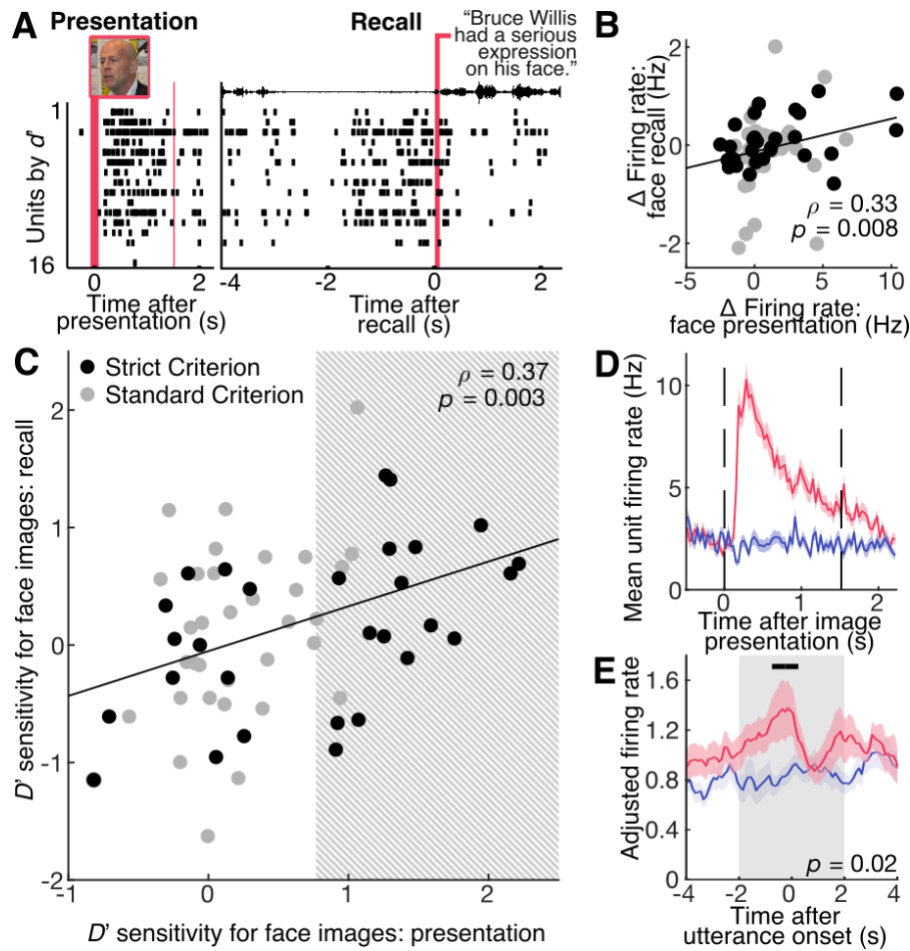 A
Presentation
Recall
"Bruce Willis
had a serious
expression
on his face."
1
Units by d'
16
0
2
Time after
presentation (s)
-4
-2
0
2
Time after
recall (s)
B
Δ Firing rate:
face recall (Hz)
2
0
-2
ρ = 0.33
p = 0.008
-5
0
5
10
Δ Firing rate:
face presentation (Hz)
C
Strict Criterion
Standard Criterion
ρ = 0.37
p = 0.003
D' sensitivity for face images: recall
2
1
0
-1
-2
-1
0
1
2
D' sensitivity for face images: presentation
D
Mean unit firing rate (Hz)
10
5
0
0
1
2
Time after image
presentation (s)
E
Adjusted firing rate
1.6
1.2
0.8
-0.4
0
p = 0.02
-4
-2
0
2
4
Time after
utterance onset (s)